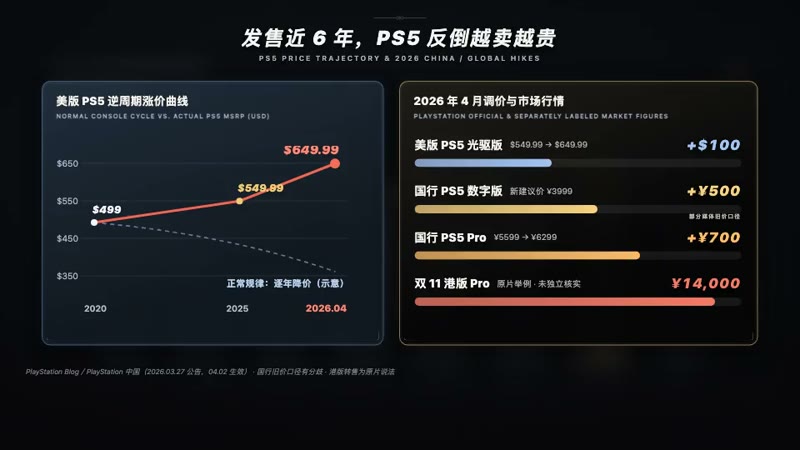 发售近 6 年，PS5 反倒越卖越贵
PS5 PRICE TRAJECTORY & 2026 CHINA / GLOBAL HIKES
美版 PS5 逆周期涨价曲线
NORMAL CONSOLE CYCLE VS. ACTUAL PS5 MSRP (USD)
$649.99
$650
$549.99
$550
$499
$450
$350
正常规律：逐年降价（示意）
2020
2025
2026.04
2026 年 4 月调价与市场行情
PLAYSTATION OFFICIAL & SEPARATELY LABELED MARKET FIGURES
美版 PS5 光驱版 $549.99 → $649.99 +$100
国行 PS5 数字版 新建议价 ¥3999 +¥500
部分媒体旧价口径
国行 PS5 Pro ¥5599 → ¥6299 +¥700
双 11 港版 Pro 原片举例 · 未独立核实 ¥14,000
PlayStation Blog / PlayStation 中国（2026.03.27 公告，04.02 生效） · 国行旧价口径有分歧 · 港版转售为原片说法